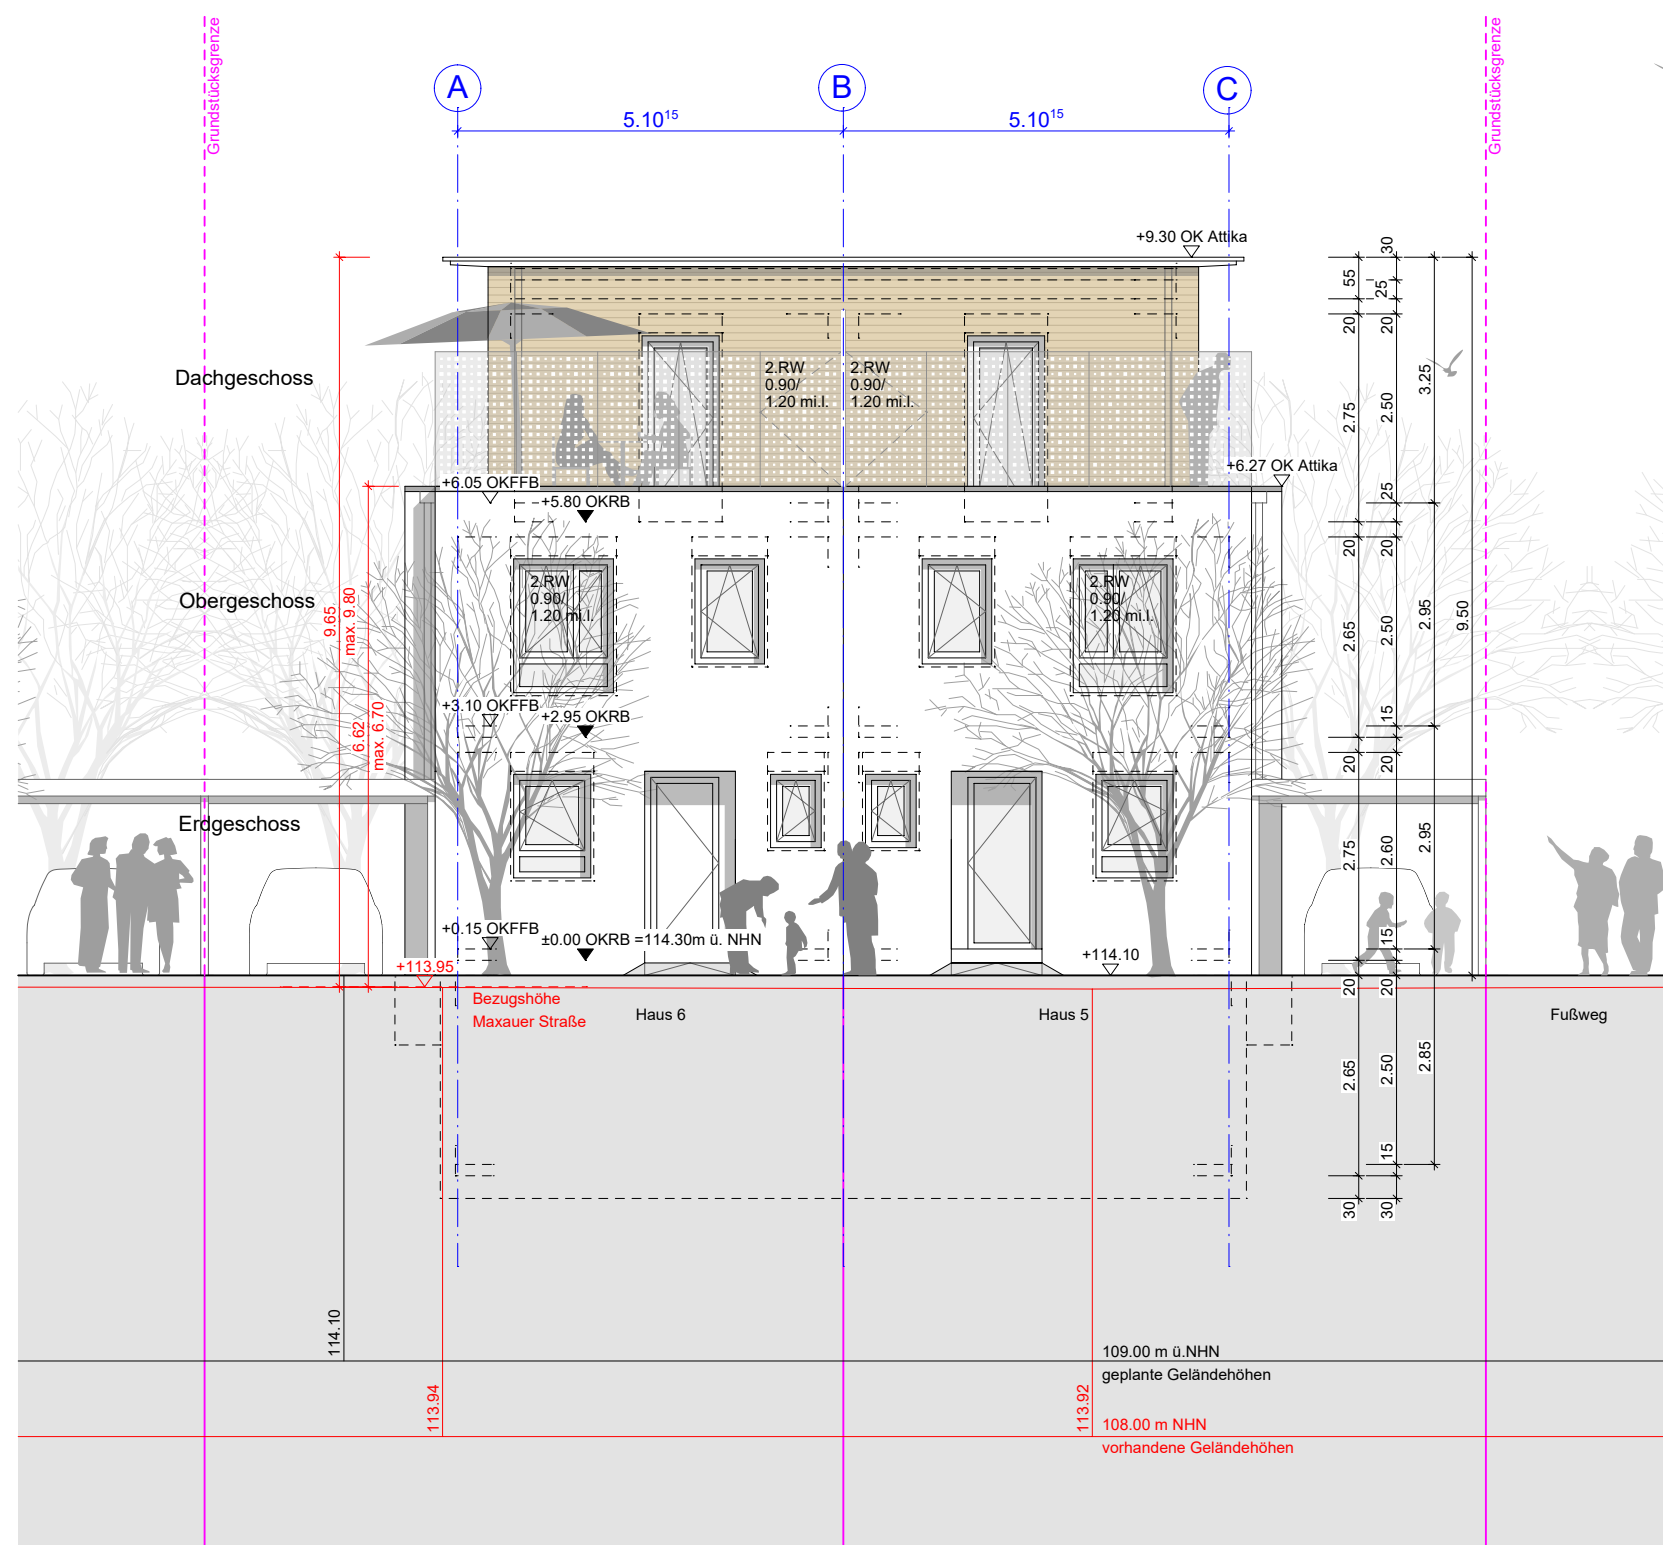 Grundstücksgrenze
Grundstücksgrenze
A
B
C
5.10¹⁵
5.10¹⁵
+9.30 OK Attika
Dachgeschoss
2.RW
0.90/
1.20 mi.l.
2.RW
0.90/
1.20 mi.l.
+6.27 OK Attika
+6.05 OKFFB
+5.80 OKRB
Obergeschoss
2.RW
0.90/
1.20 mi.l.
2.RW
0.90/
1.20 mi.l.
9.65
max. 9.80
6.62
max. 6.70
+3.10 OKFFB
+2.95 OKRB
Erdgeschoss
+0.15 OKFFB
±0.00 OKRB =114.30m ü. NHN
+114.10
+113.95
Bezugshöhe
Maxauer Straße
Haus 6
Haus 5
Fußweg
55
20
2.75
20
2.65
20
2.75
20
2.65
30
30
25
20
2.50
25
20
2.50
15
20
2.60
15
20
2.50
15
30
3.25
2.95
2.95
2.85
9.50
114.10
109.00 m ü.NHN
geplante Geländehöhen
113.94
113.92
108.00 m NHN
vorhandene Geländehöhen